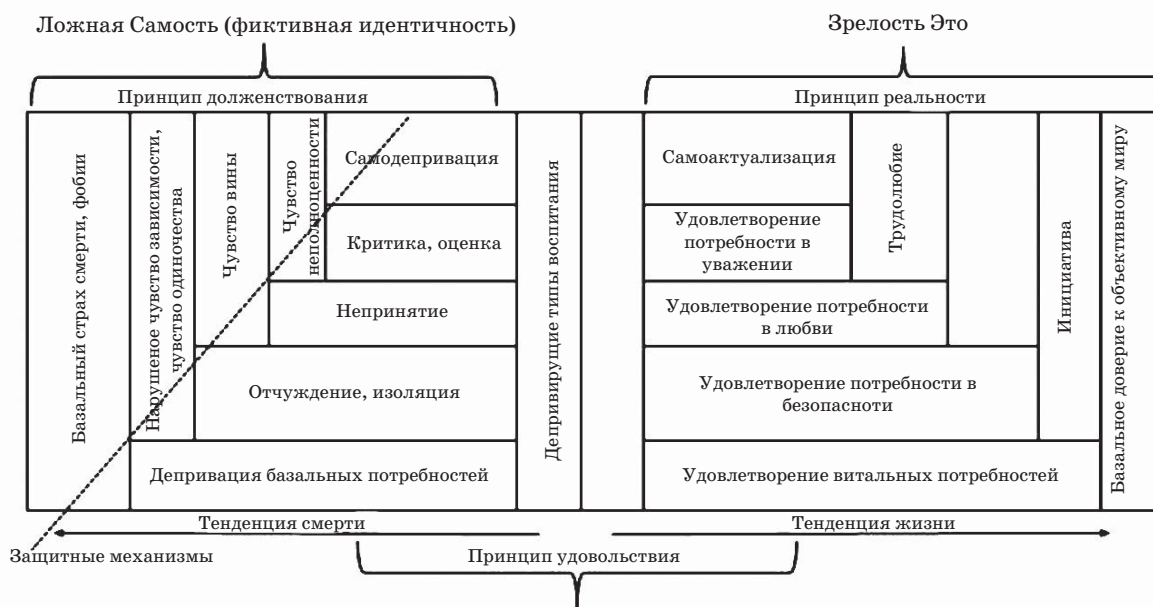 Ложная Самость (фиктивная идентичность)
Зрелость Это
Принцип долженствования
Принцип реальности
Базальный страх смерти, фобии
Нарушеное чувство зависимости,
чувство одиночества
Чувство вины
Чувство
неполноценности
Самодепривация
Критика, оценка
Непринятие
Отчуждение, изоляция
Депривация базальных потребностей
Депривирущие типы воспитания
Самоактуализация
Удовлетворение
потребности в
уважении
Трудолюбие
Удовлетворение потребности
в любви
Удовлетворение потребности в
безопасноти
Удовлетворение витальных потребностей
Инициатива
Базальное доверие к объективному миру
Тенденция смерти
Тенденция жизни
Защитные механизмы
Принцип удовольствия